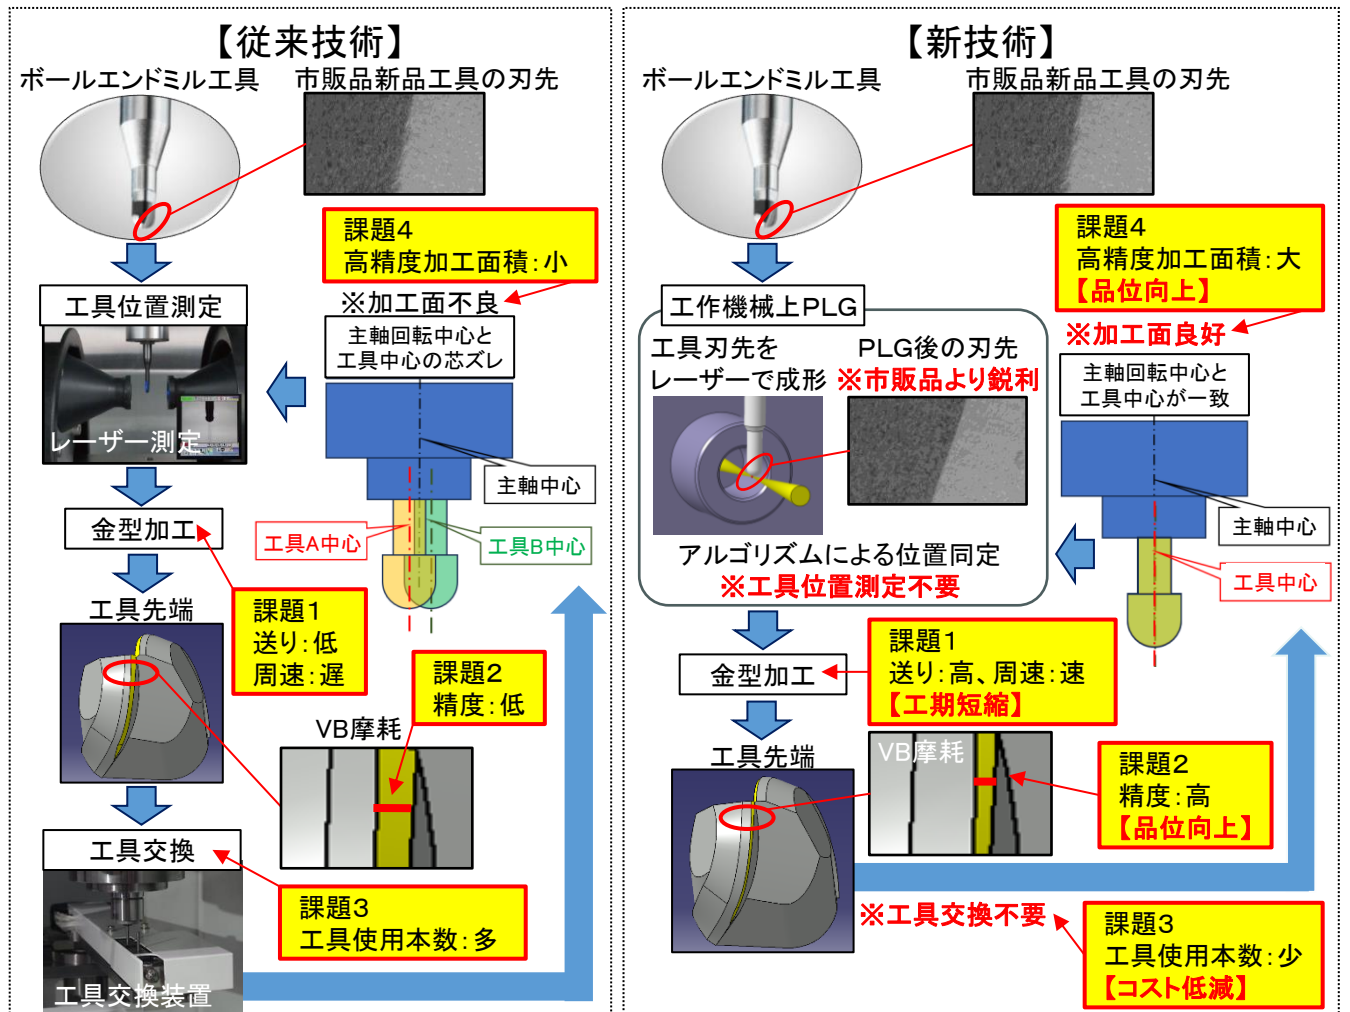 【従来技術】
ボールエンドミル工具
市販品新品工具の刃先
課題4
高精度加工面積:小
※加工面不良
工具位置測定
主軸回転中心と
工具中心の芯ズレ
レーザー測定
主軸中心
金型加工
工具A中心
工具B中心
課題1
送り:低
周速:遅
工具先端
課題2
精度:低
VB摩耗
工具交換
課題3
工具使用本数:多
工具交換装置
【新技術】
ボールエンドミル工具
市販品新品工具の刃先
課題4
高精度加工面積:大
【品位向上】
工作機械上PLG
※加工面良好
工具刃先を
レーザーで成形
PLG後の刃先
※市販品より鋭利
主軸回転中心と
工具中心が一致
主軸中心
アルゴリズムによる位置同定
※工具位置測定不要
工具中心
課題1
送り:高、周速:速
【工期短縮】
金型加工
工具先端
VB摩耗
課題2
精度:高
【品位向上】
※工具交換不要
課題3
工具使用本数:少
【コスト低減】